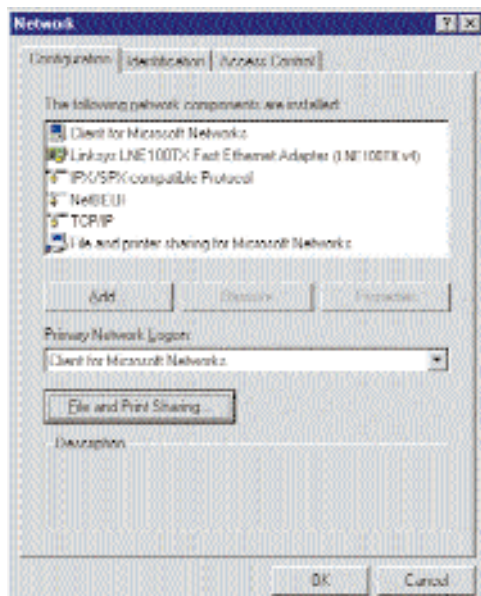 Network
Configuration Identification Access Control
The following network components are installed:
Client for Microsoft Networks
Linksys LNE100TX Fast Ethernet Adapter (LNE100TX v4)
IPX/SPX-compatible Protocol
NetBEUI
TCP/IP
File and printer sharing for Microsoft Networks
Add... Remove Properties
Primary Network Logon:
Client for Microsoft Networks
File and Print Sharing...
Description
OK Cancel